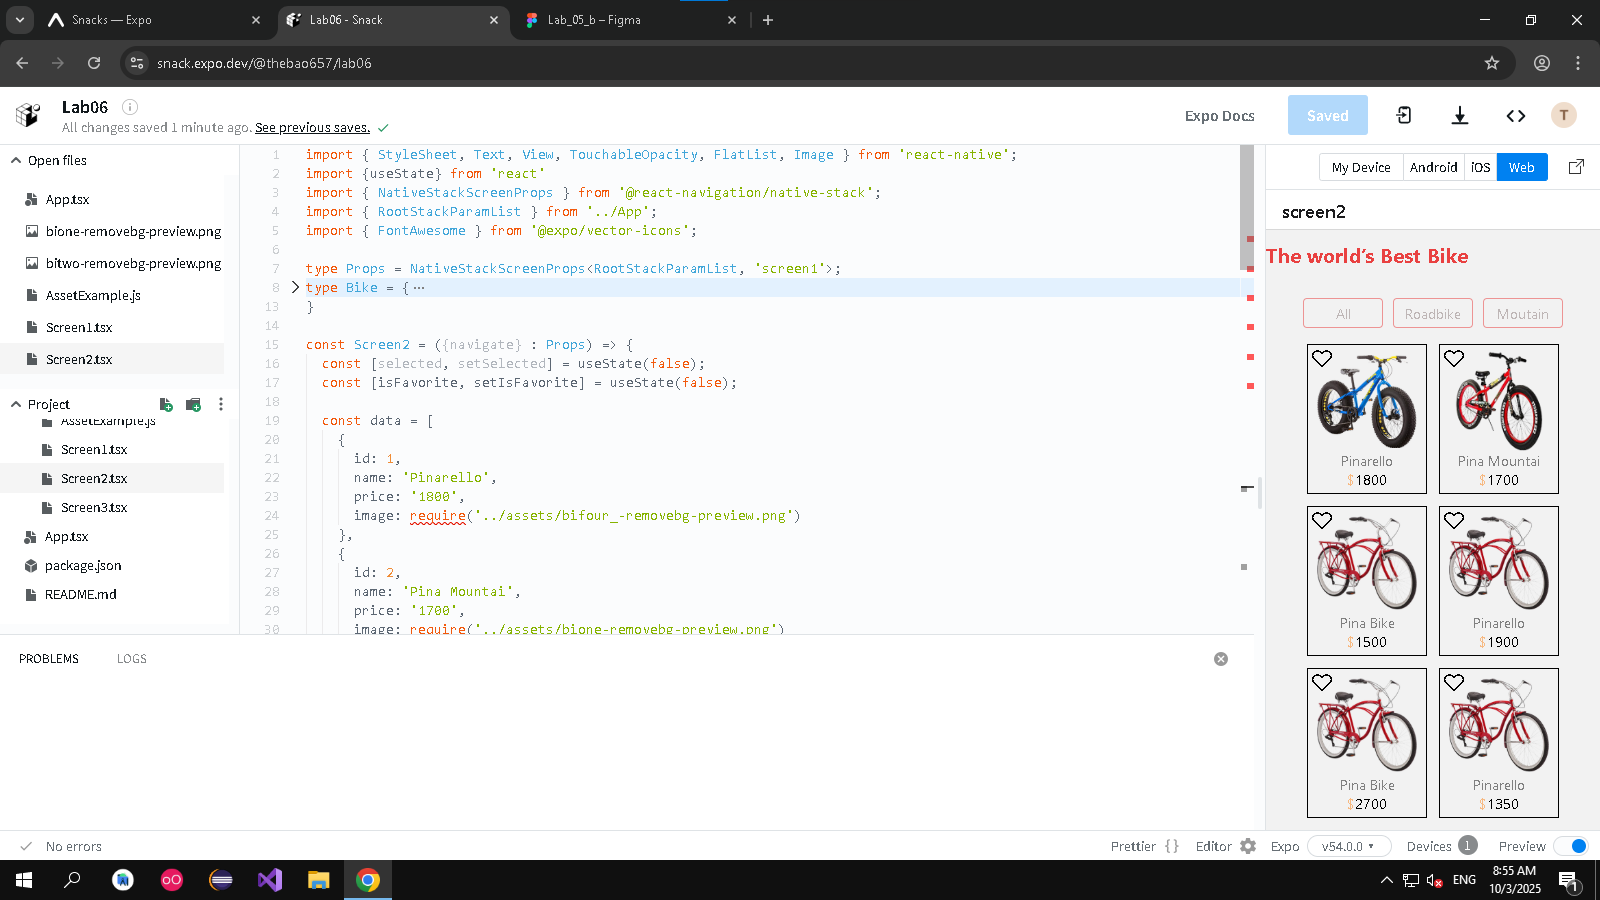 Snacks — Expo
Lab06 - Snack
Lab_05_b – Figma
snack.expo.dev/@thebao657/lab06
Lab06
All changes saved 1 minute ago. See previous saves.
Expo Docs
Saved
T
Open files
App.tsx
bione-removebg-preview.png
bitwo-removebg-preview.png
AssetExample.js
Screen1.tsx
Screen2.tsx
Project
AssetExample.js
Screen1.tsx
Screen2.tsx
Screen3.tsx
App.tsx
package.json
README.md
1 import { StyleSheet, Text, View, TouchableOpacity, FlatList, Image } from 'react-native';
2 import {useState} from 'react'
3 import { NativeStackScreenProps } from '@react-navigation/native-stack';
4 import { RootStackParamList } from '../App';
5 import { FontAwesome } from '@expo/vector-icons';
6
7 type Props = NativeStackScreenProps<RootStackParamList, 'screen1'>;
8 type Bike = { ···
13 }
14
15 const Screen2 = ({navigate} : Props) => {
16 const [selected, setSelected] = useState(false);
17 const [isFavorite, setIsFavorite] = useState(false);
18
19 const data = [
20 {
21 id: 1,
22 name: 'Pinarello',
23 price: '1800',
24 image: require('../assets/bifour_-removebg-preview.png')
25 },
26 {
27 id: 2,
28 name: 'Pina Mountai',
29 price: '1700',
30 image: require('../assets/bione-removebg-preview.png')
PROBLEMS
LOGS
My Device
Android
iOS
Web
screen2
The world's Best Bike
All
Roadbike
Moutain
Pinarello
$1800
Pina Mountai
$1700
Pina Bike
$1500
Pinarello
$1900
Pina Bike
$2700
Pinarello
$1350
No errors
Prettier { }
Editor
Expo
v54.0.0
Devices 1
Preview
ENG
8:55 AM
10/3/2025
1